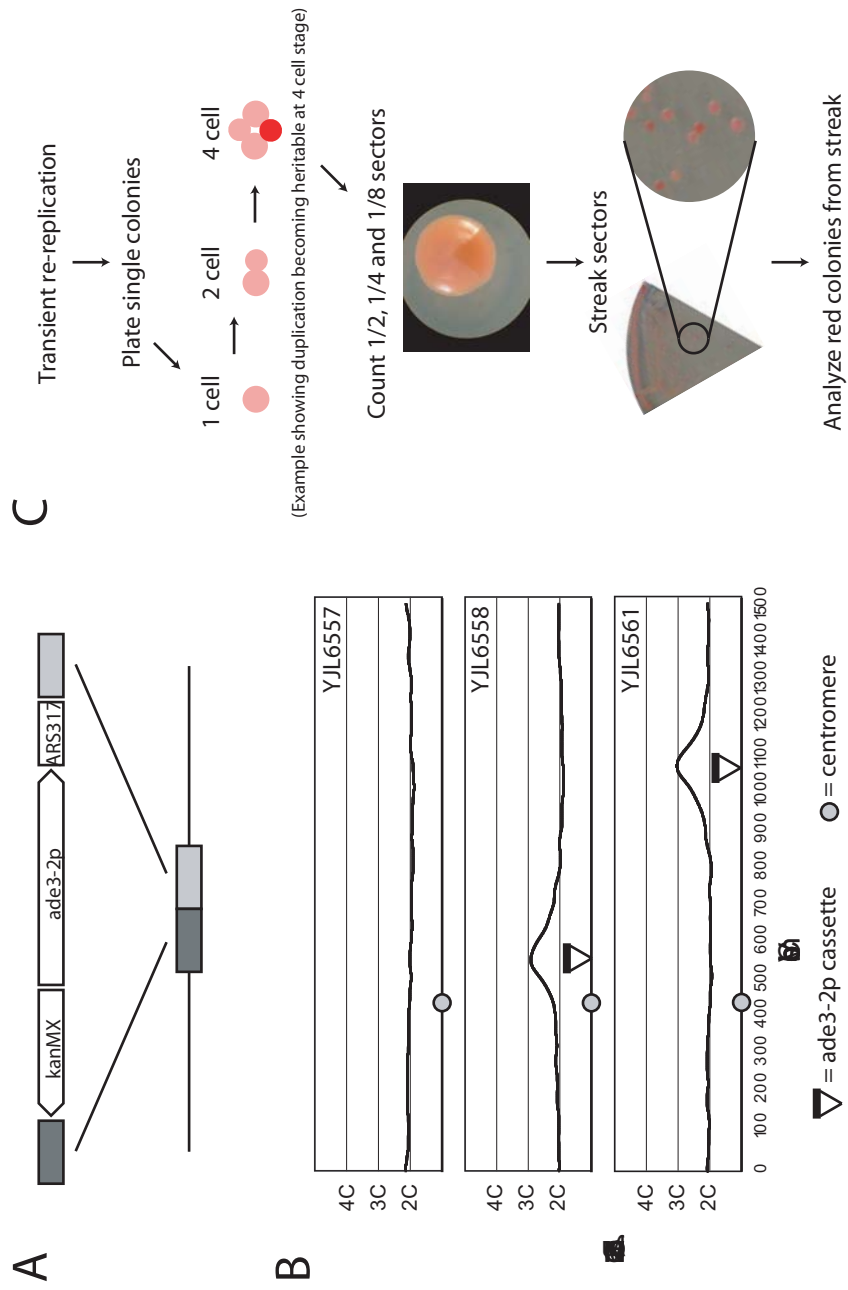 A
kanMX
ade3-2p
ARS317
B
4C
3C
2C
YJL6557
4C
3C
2C
YJL6558
4C
3C
2C
YJL6561
0 100 200 300 400 500 600 700 800 900 1000 1100 1200 1300 1400 1500
= ade3-2p cassette
= centromere
C
Transient re-replication
Plate single colonies
1 cell
2 cell
4 cell
(Example showing duplication becoming heritable at 4 cell stage)
Count 1/2, 1/4 and 1/8 sectors
Streak sectors
Analyze red colonies from streak